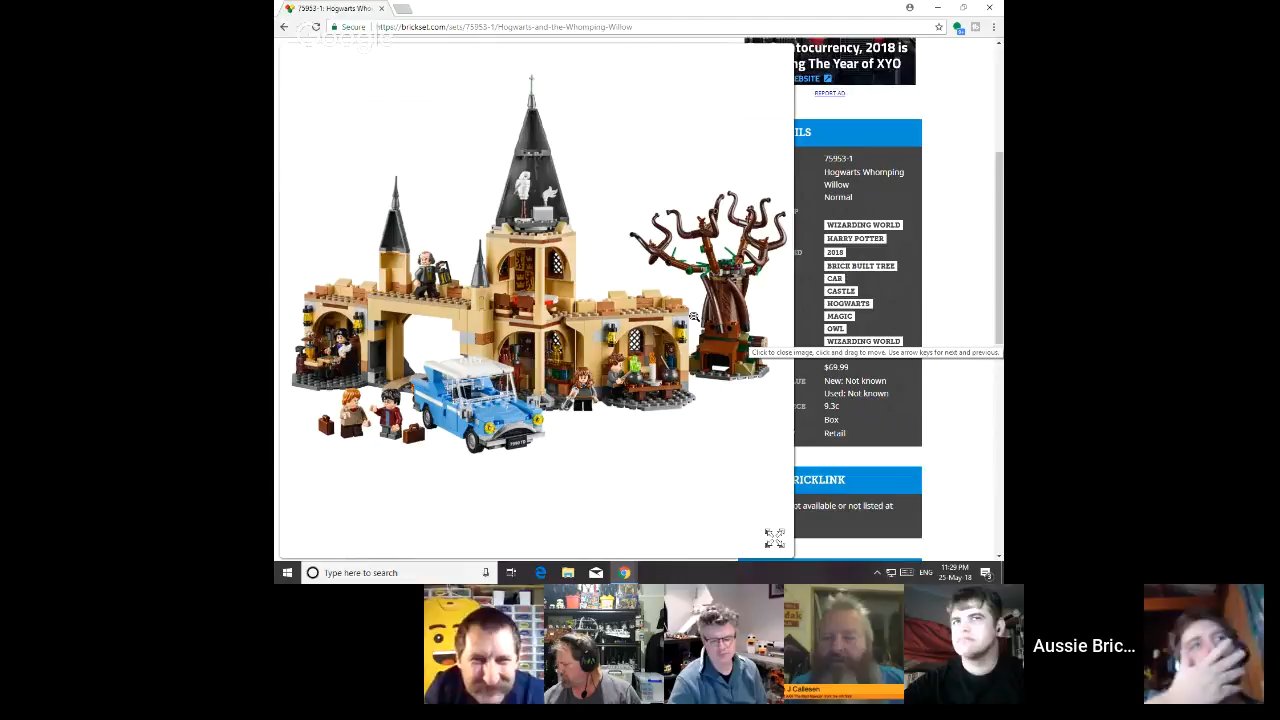 75953-1: Hogwarts Who
Secure
https://brickset.com/sets/75953-1/Hogwarts-and-the-Whomping-Willow
Google
tocurrency, 2018 is
ng The Year of XYO
EBSITE
REPORT AD
ILS
75953-1
Hogwarts Whomping
Willow
Normal
WIZARDING WORLD
HARRY POTTER
2018
BRICK BUILT TREE
CAR
CASTLE
HOGWARTS
MAGIC
OWL
WIZARDING WORLD
Click to close image, click and drag to move. Use arrow keys for next and previous.
$69.99
New: Not known
Used: Not known
9.3c
Box
Retail
RICKLINK
ot available or not listed at
Type here to search
ENG
11:29 PM
25-May-18
3
J Callesen
Aussie Bric...